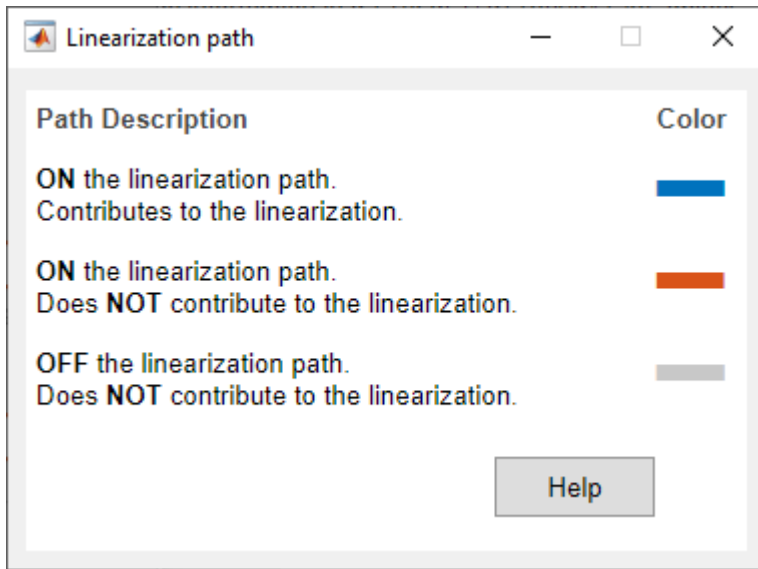 Linearization path
Path Description Color
ON the linearization path.
Contributes to the linearization.
ON the linearization path.
Does NOT contribute to the linearization.
OFF the linearization path.
Does NOT contribute to the linearization.
Help